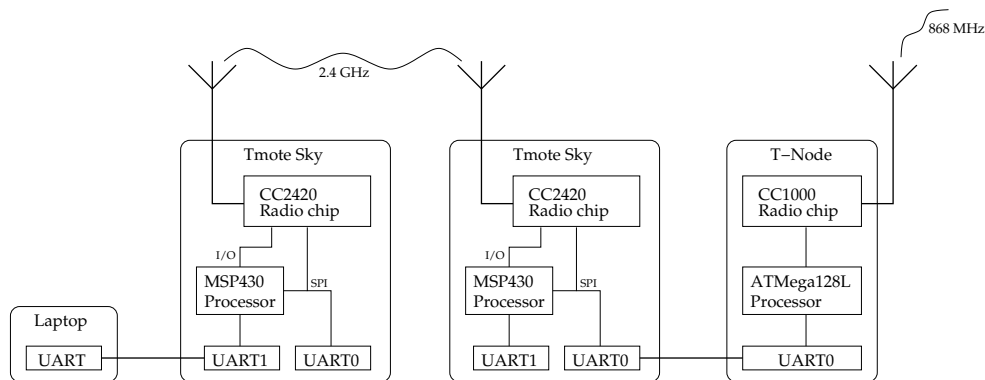 868 MHz
2.4 GHz
Tmote Sky
Tmote Sky
T−Node
CC2420
Radio chip
CC2420
Radio chip
CC1000
Radio chip
I/O
I/O
MSP430
Processor
SPI
MSP430
Processor
SPI
ATMega128L
Processor
Laptop
UART
UART1
UART0
UART1
UART0
UART0